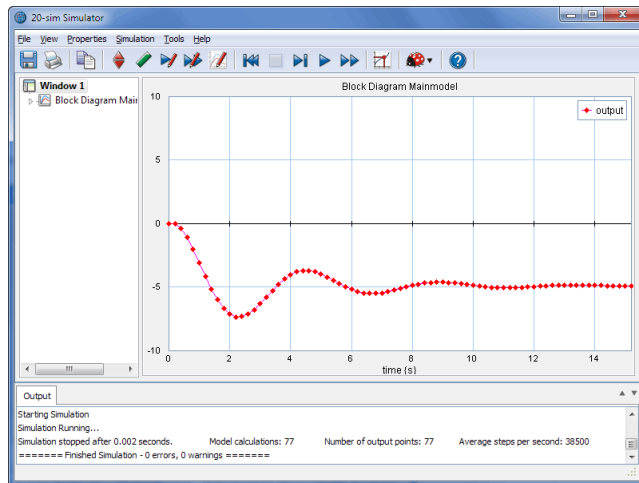 20-sim Simulator
File View Properties Simulation Tools Help
Window 1
Block Diagram Mair
Block Diagram Mainmodel
output
10
5
0
-5
-10
0 2 4 6 8 10 12 14
time {s}
Output
Starting Simulation
Simulation Running...
Simulation stopped after 0.002 seconds. Model calculations: 77 Number of output points: 77 Average steps per second: 38500
======= Finished Simulation - 0 errors, 0 warnings =======